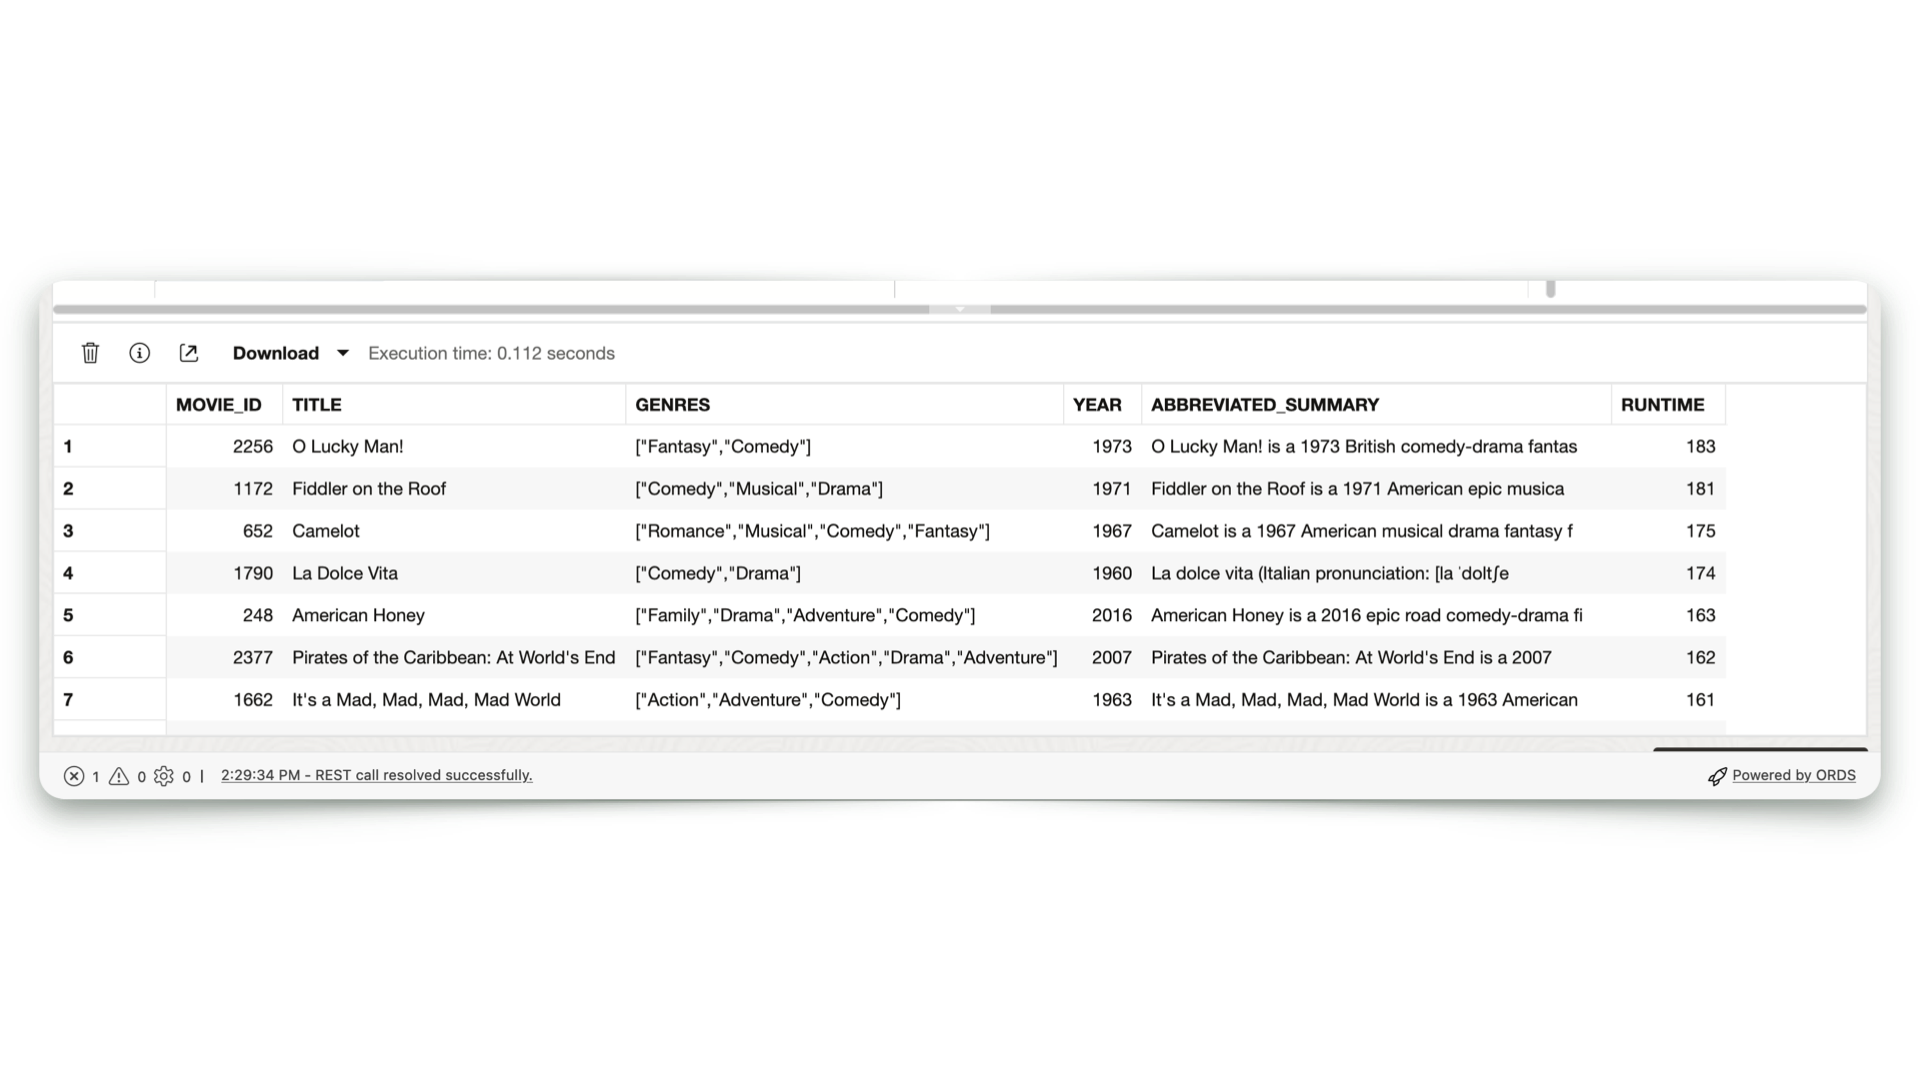 Download Execution time: 0.112 seconds
MOVIE_ID TITLE GENRES YEAR ABBREVIATED_SUMMARY RUNTIME
1 2256 O Lucky Man! ["Fantasy","Comedy"] 1973 O Lucky Man! is a 1973 British comedy-drama fantas 183
2 1172 Fiddler on the Roof ["Comedy","Musical","Drama"] 1971 Fiddler on the Roof is a 1971 American epic musica 181
3 652 Camelot ["Romance","Musical","Comedy","Fantasy"] 1967 Camelot is a 1967 American musical drama fantasy f 175
4 1790 La Dolce Vita ["Comedy","Drama"] 1960 La dolce vita (Italian pronunciation: [la ˈdoltʃe 174
5 248 American Honey ["Family","Drama","Adventure","Comedy"] 2016 American Honey is a 2016 epic road comedy-drama fi 163
6 2377 Pirates of the Caribbean: At World's End ["Fantasy","Comedy","Action","Drama","Adventure"] 2007 Pirates of the Caribbean: At World's End is a 2007 162
7 1662 It's a Mad, Mad, Mad, Mad World ["Action","Adventure","Comedy"] 1963 It's a Mad, Mad, Mad, Mad World is a 1963 American 161
1 0 0 | 2:29:34 PM - REST call resolved successfully. Powered by ORDS